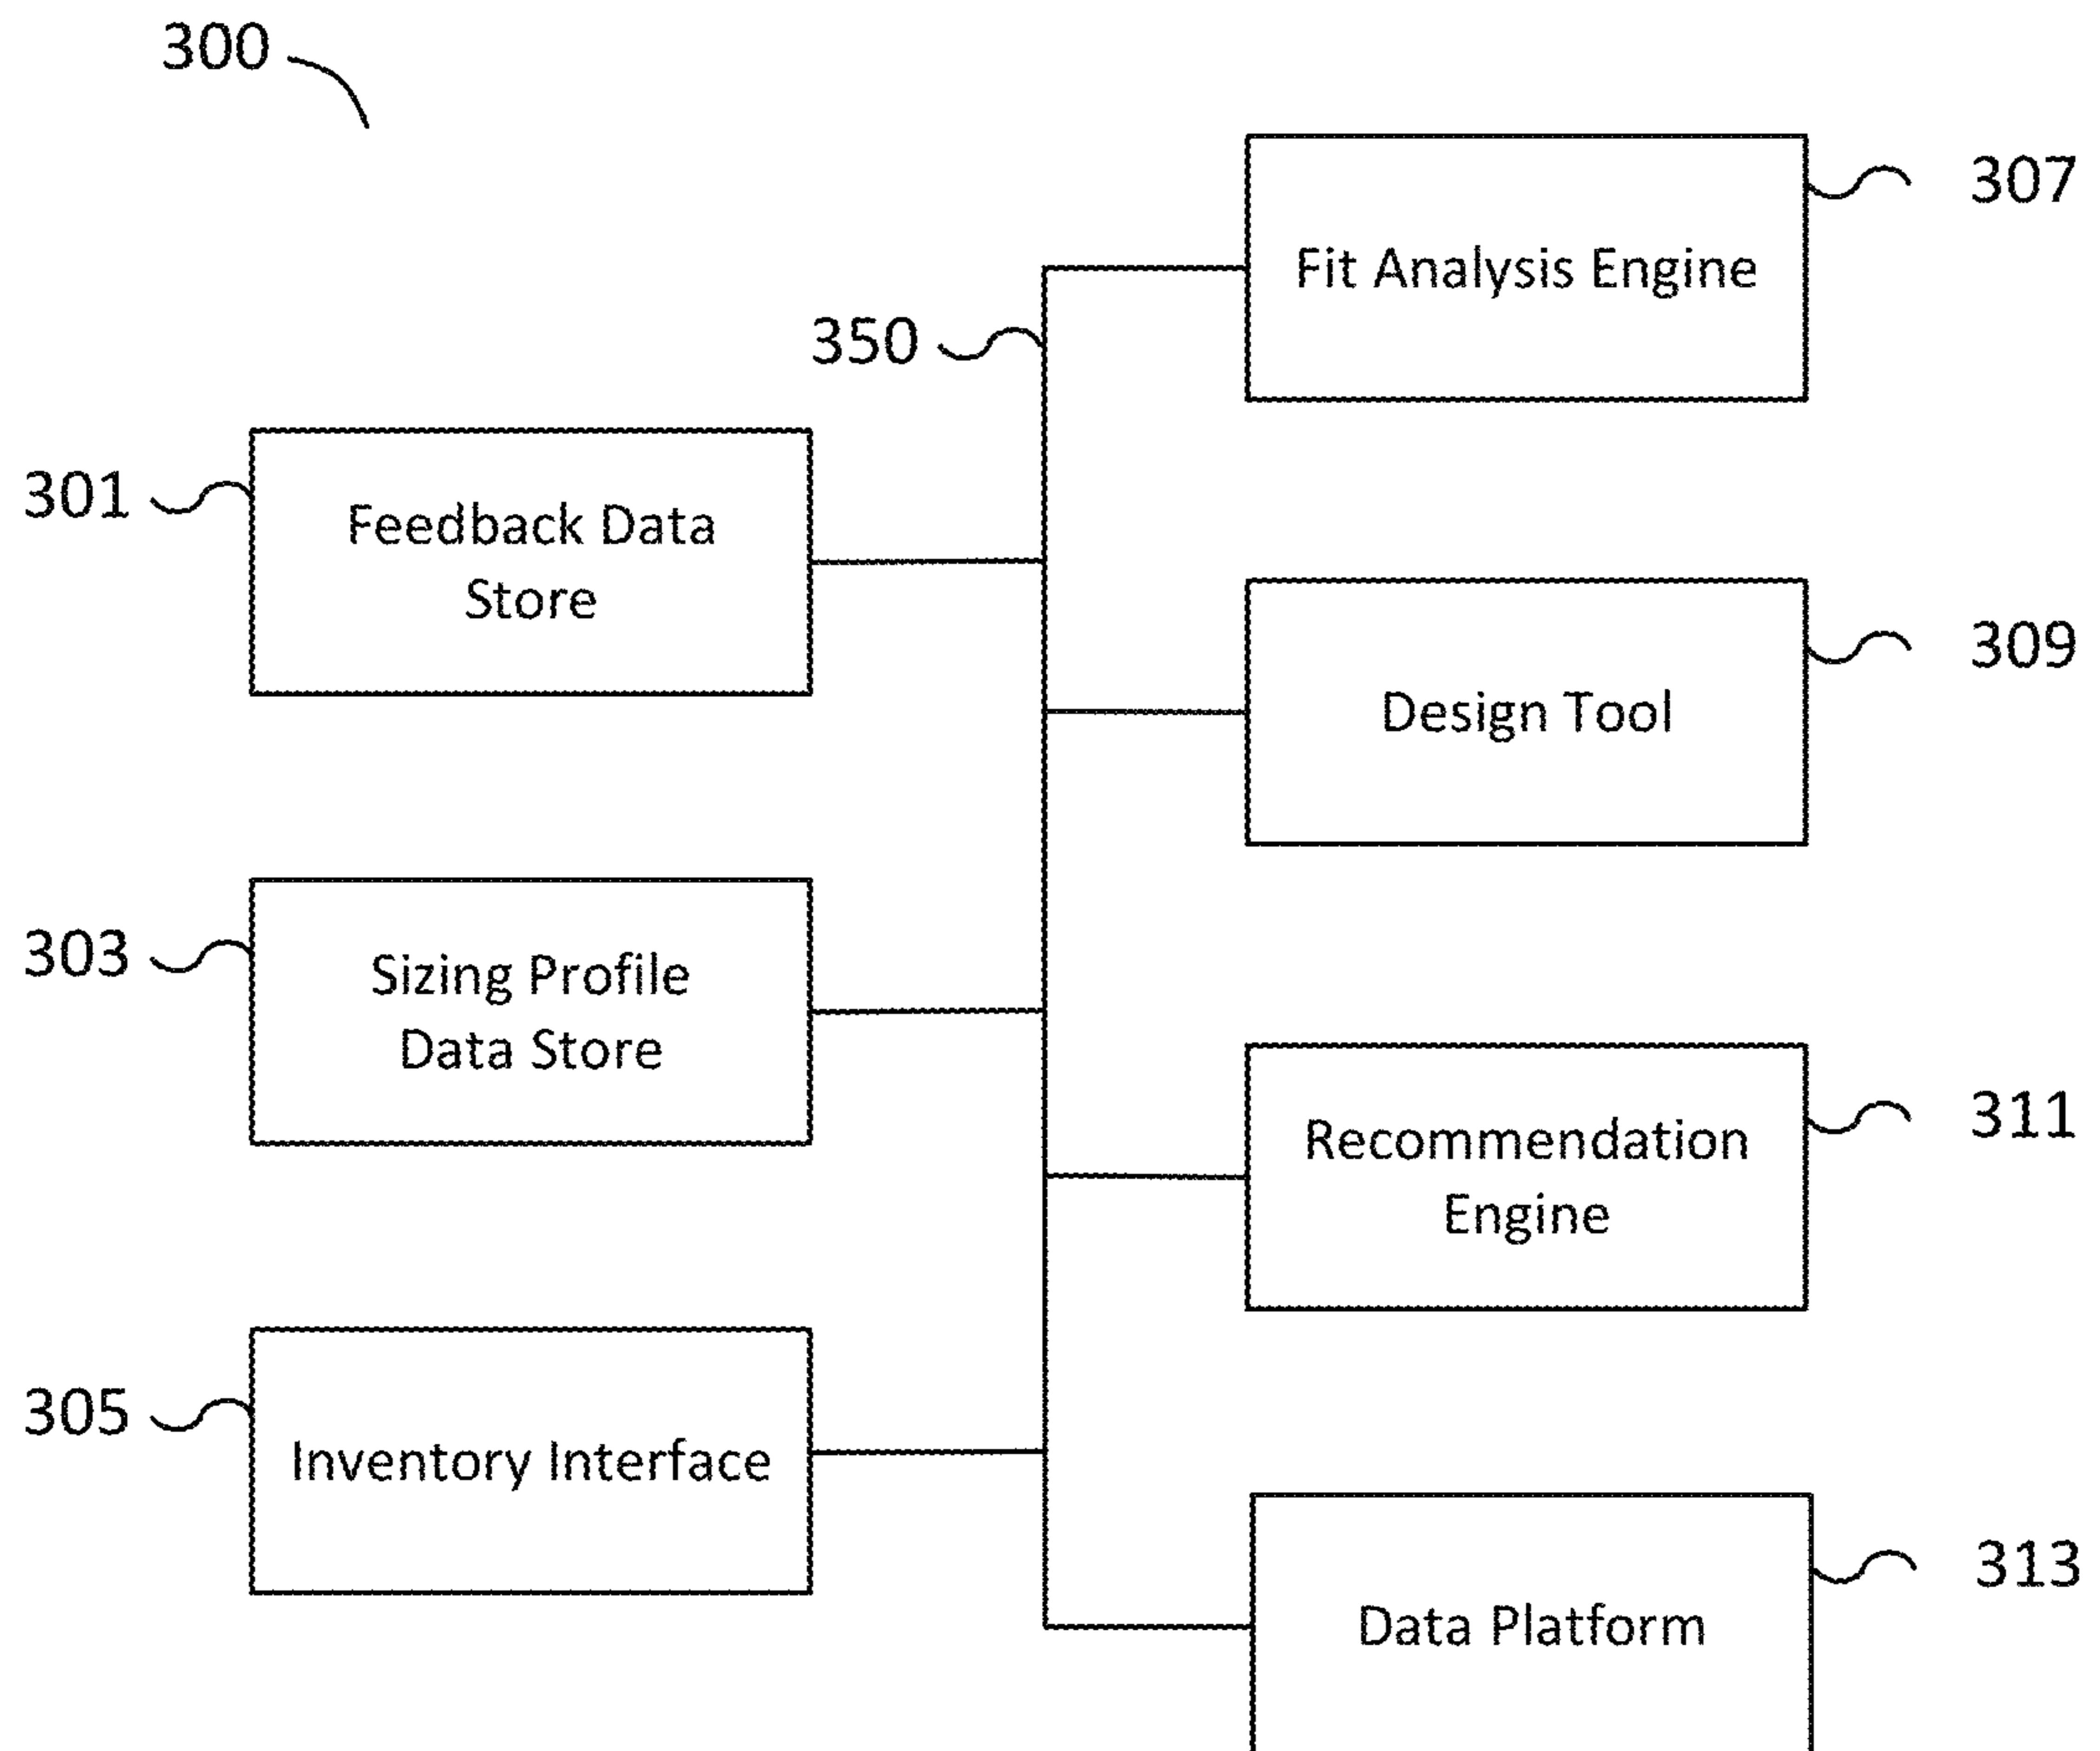 300
307
Fit Analysis Engine
350
301
Feedback Data
Store
309
Design Tool
303
Sizing Profile
Data Store
311
Recommendation
Engine
305
Inventory Interface
313
Data Platform